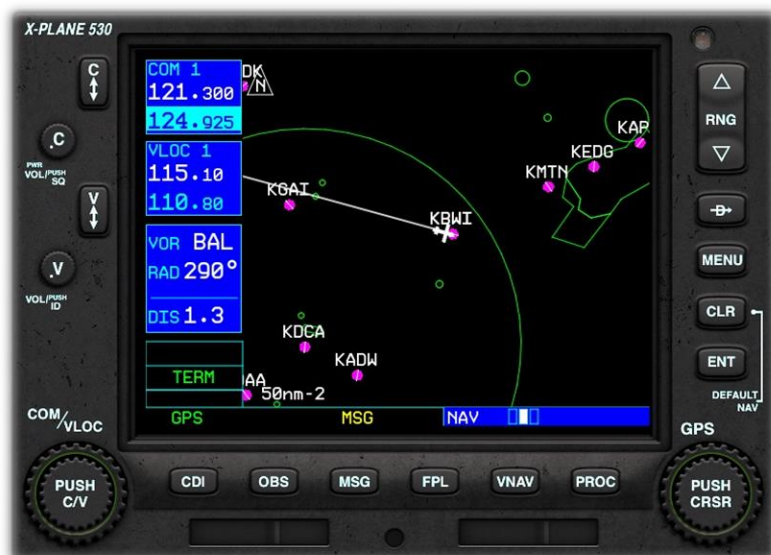 X-PLANE 530
C
.C
PWR
VOL/PUSH
SQ
V
.V
VOL/PUSH
ID
COM/VLOC
PUSH
C/V
COM 1
121.300
124.925
VLOC 1
115.10
110.80
VOR BAL
RAD 290°
DIS 1.3
TERM
GPS
MSG
NAV
DK
N
KGAI
KBWI
KMTN
KEDG
KAP
KDCA
KADW
DAA
50nm-2
RNG
D
MENU
CLR
ENT
DEFAULT
NAV
GPS
PUSH
CRSR
CDI
OBS
MSG
FPL
VNAV
PROC